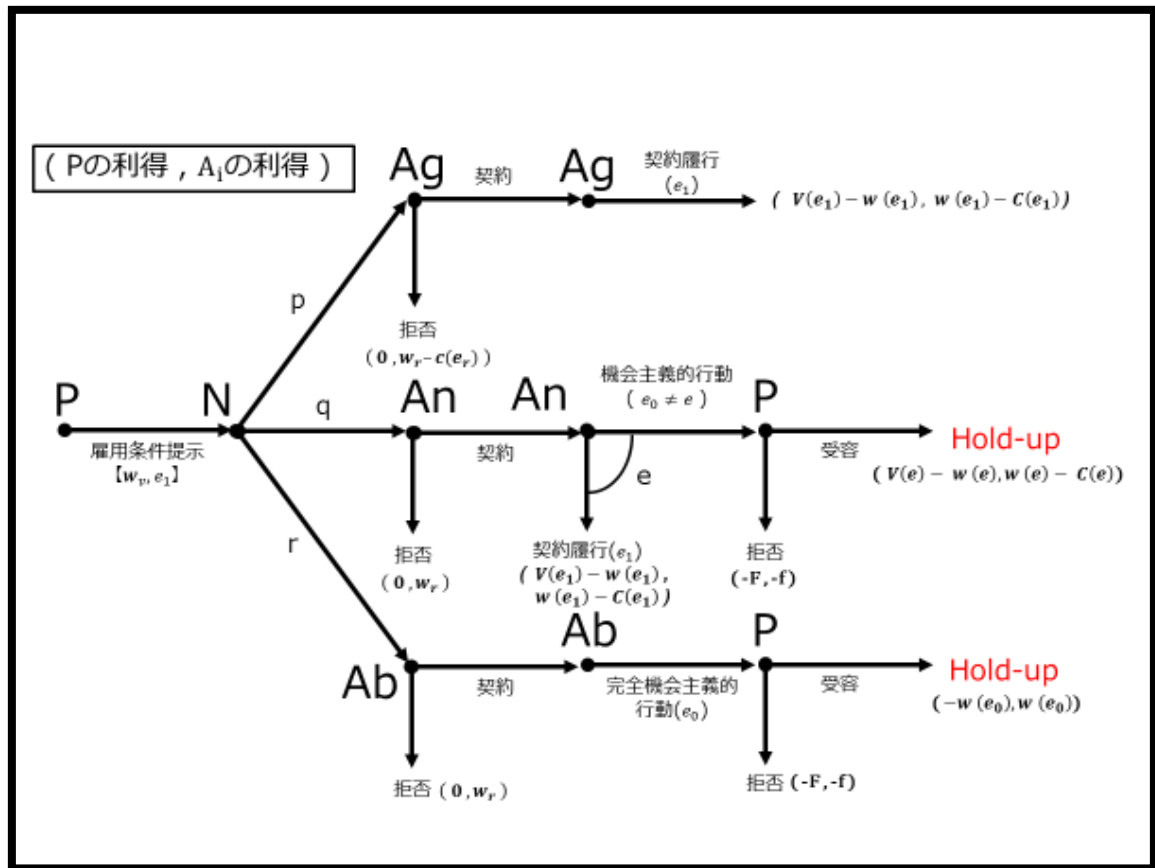 ( Pの利得 , Aᵢの利得 )
Ag
契約
Ag
契約履行
(e₁)
( V(e₁)−w(e₁), w(e₁)−C(e₁))
p
拒否
(0,wᵣ−c(eᵣ))
P
雇用条件提示
【wᵥ,e₁】
N
q
An
契約
An
機会主義的行動
( e₀ ≠ e )
P
受容
Hold-up
( V(e)− w(e),w(e)− C(e))
e
拒否
(0,wᵣ)
契約履行(e₁)
( V(e₁)−w(e₁),
w(e₁)−C(e₁))
拒否
(-F,-f)
r
Ab
契約
Ab
完全機会主義的
行動(e₀)
P
受容
Hold-up
(−w(e₀),w(e₀))
拒否 (0,wᵣ)
拒否 (-F,-f)